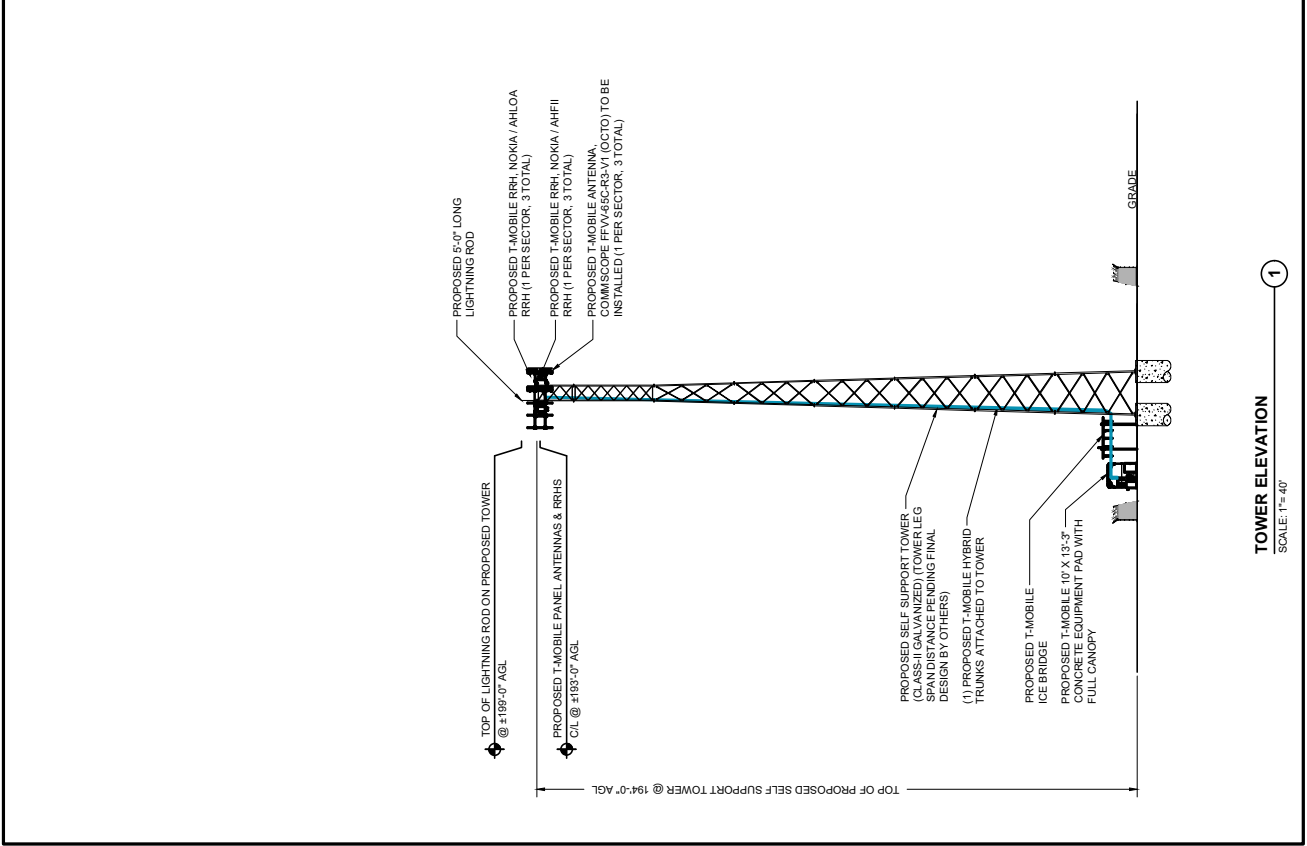 PROPOSED 5'-0" LONG
LIGHTNING ROD
PROPOSED T-MOBILE RRH, NOKIA / AHLOA
RRH (1 PER SECTOR, 3 TOTAL)
PROPOSED T-MOBILE RRH, NOKIA / AHFII
RRH (1 PER SECTOR, 3 TOTAL)
PROPOSED T-MOBILE ANTENNA,
COMMSCOPE FFVV-65C-R3-V1 (OCTO) TO BE
INSTALLED (1 PER SECTOR, 3 TOTAL)
TOP OF LIGHTNING ROD ON PROPOSED TOWER
@ ±199'-0" AGL
PROPOSED T-MOBILE PANEL ANTENNAS & RRHS
C/L @ ±193'-0" AGL
TOP OF PROPOSED SELF SUPPORT TOWER @ 194'-0" AGL
PROPOSED SELF SUPPORT TOWER
(CLASS-II GALVANIZED) (TOWER LEG
SPAN DISTANCE PENDING FINAL
DESIGN BY OTHERS)
(1) PROPOSED T-MOBILE HYBRID
TRUNKS ATTACHED TO TOWER
PROPOSED T-MOBILE
ICE BRIDGE
PROPOSED T-MOBILE 10' X 13'-3"
CONCRETE EQUIPMENT PAD WITH
FULL CANOPY
GRADE
TOWER ELEVATION
SCALE: 1"= 40'
1